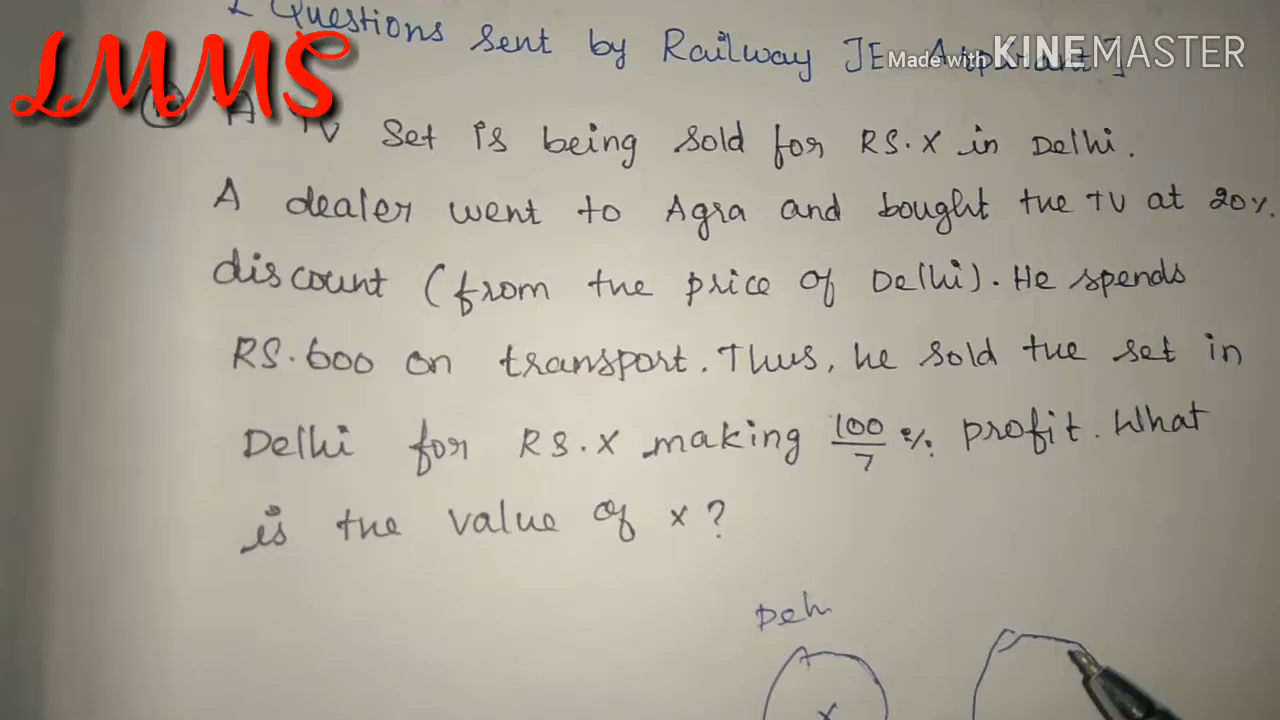 [ Questions sent by Railway JE Aspirant ]
Made with KINEMASTER
LMMS
1. A TV set is being sold for RS.X in Delhi.
A dealer went to Agra and bought the TV at 20%
discount (from the price of Delhi). He spends
RS.600 on transport. Thus, he sold the set in
Delhi for RS.X making 100/7 % profit. What
is the value of x?
Delh
x